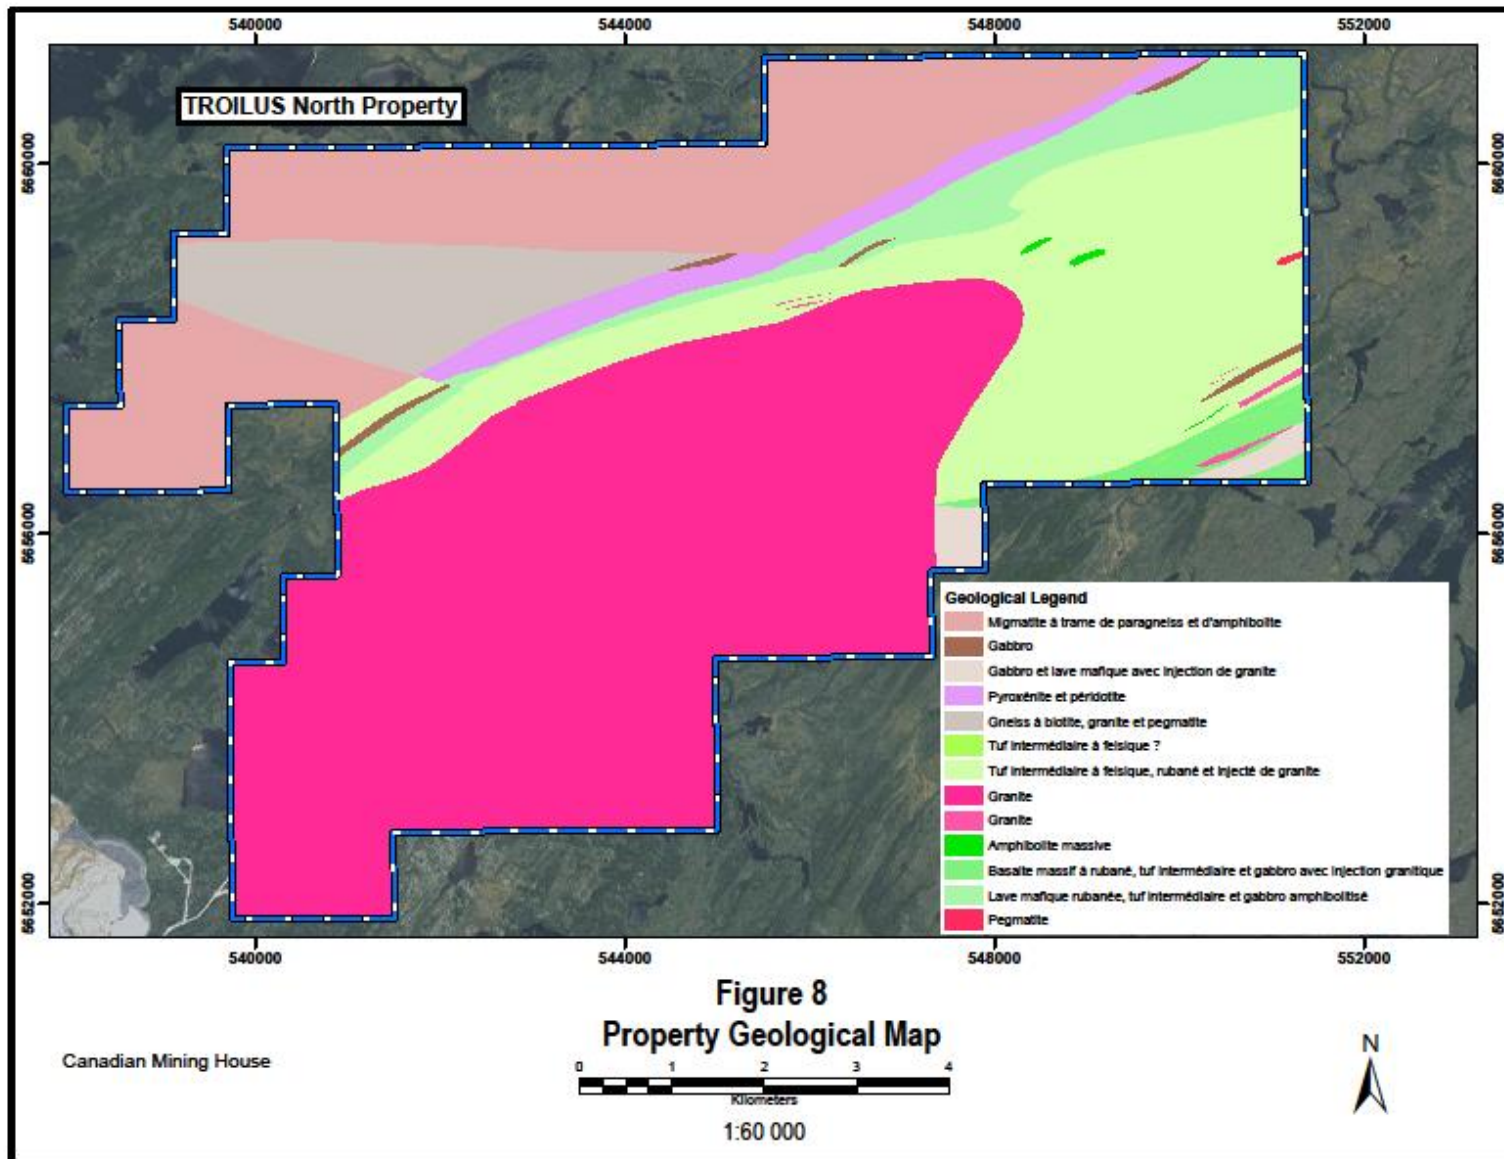 540000 544000 548000 552000
TROILUS North Property
5660000 5660000
5656000 5656000
Geological Legend
Migmatite à trame de paragneiss et d'amphibolite
Gabbro
Gabbro et lave mafique avec injection de granite
Pyroxénite et péridotite
Gneiss à biotite, granite et pegmatite
Tuf intermédiaire à felsique ?
Tuf intermédiaire à felsique, rubané et injecté de granite
Granite
Granite
Amphibolite massive
Basalte massif à rubané, tuf intermédiaire et gabbro avec injection granitique
Lave mafique rubanée, tuf intermédiaire et gabbro amphibolitisé
Pegmatite
5652000 5652000
540000 544000 548000 552000
Figure 8
Property Geological Map
Canadian Mining House
0 1 2 3 4
Kilometers
1:60 000
N